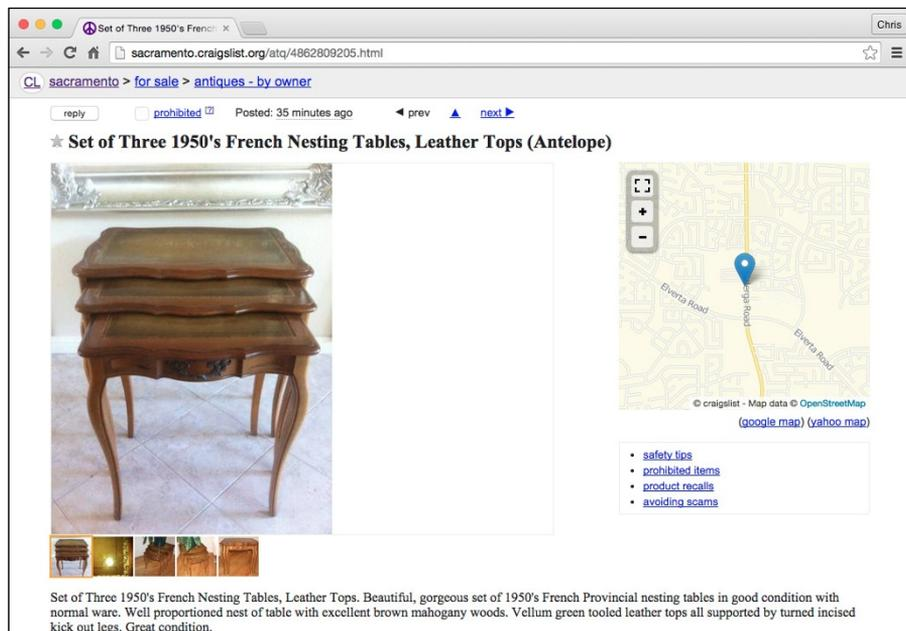 Set of Three 1950's French
Chris
sacramento.craigslist.org/atq/4862809205.html
CL sacramento > for sale > antiques - by owner
reply prohibited [?] Posted: 35 minutes ago ◀ prev ▲ next ▶
Set of Three 1950's French Nesting Tables, Leather Tops (Antelope)
+
−
Elverta Road
erga Road
Elverta Road
© craigslist - Map data © OpenStreetMap
(google map) (yahoo map)
• safety tips
• prohibited items
• product recalls
• avoiding scams
Set of Three 1950's French Nesting Tables, Leather Tops. Beautiful, gorgeous set of 1950's French Provincial nesting tables in good condition with
normal ware. Well proportioned nest of table with excellent brown mahogany woods. Vellum green tooled leather tops all supported by turned incised
kick out legs. Great condition.